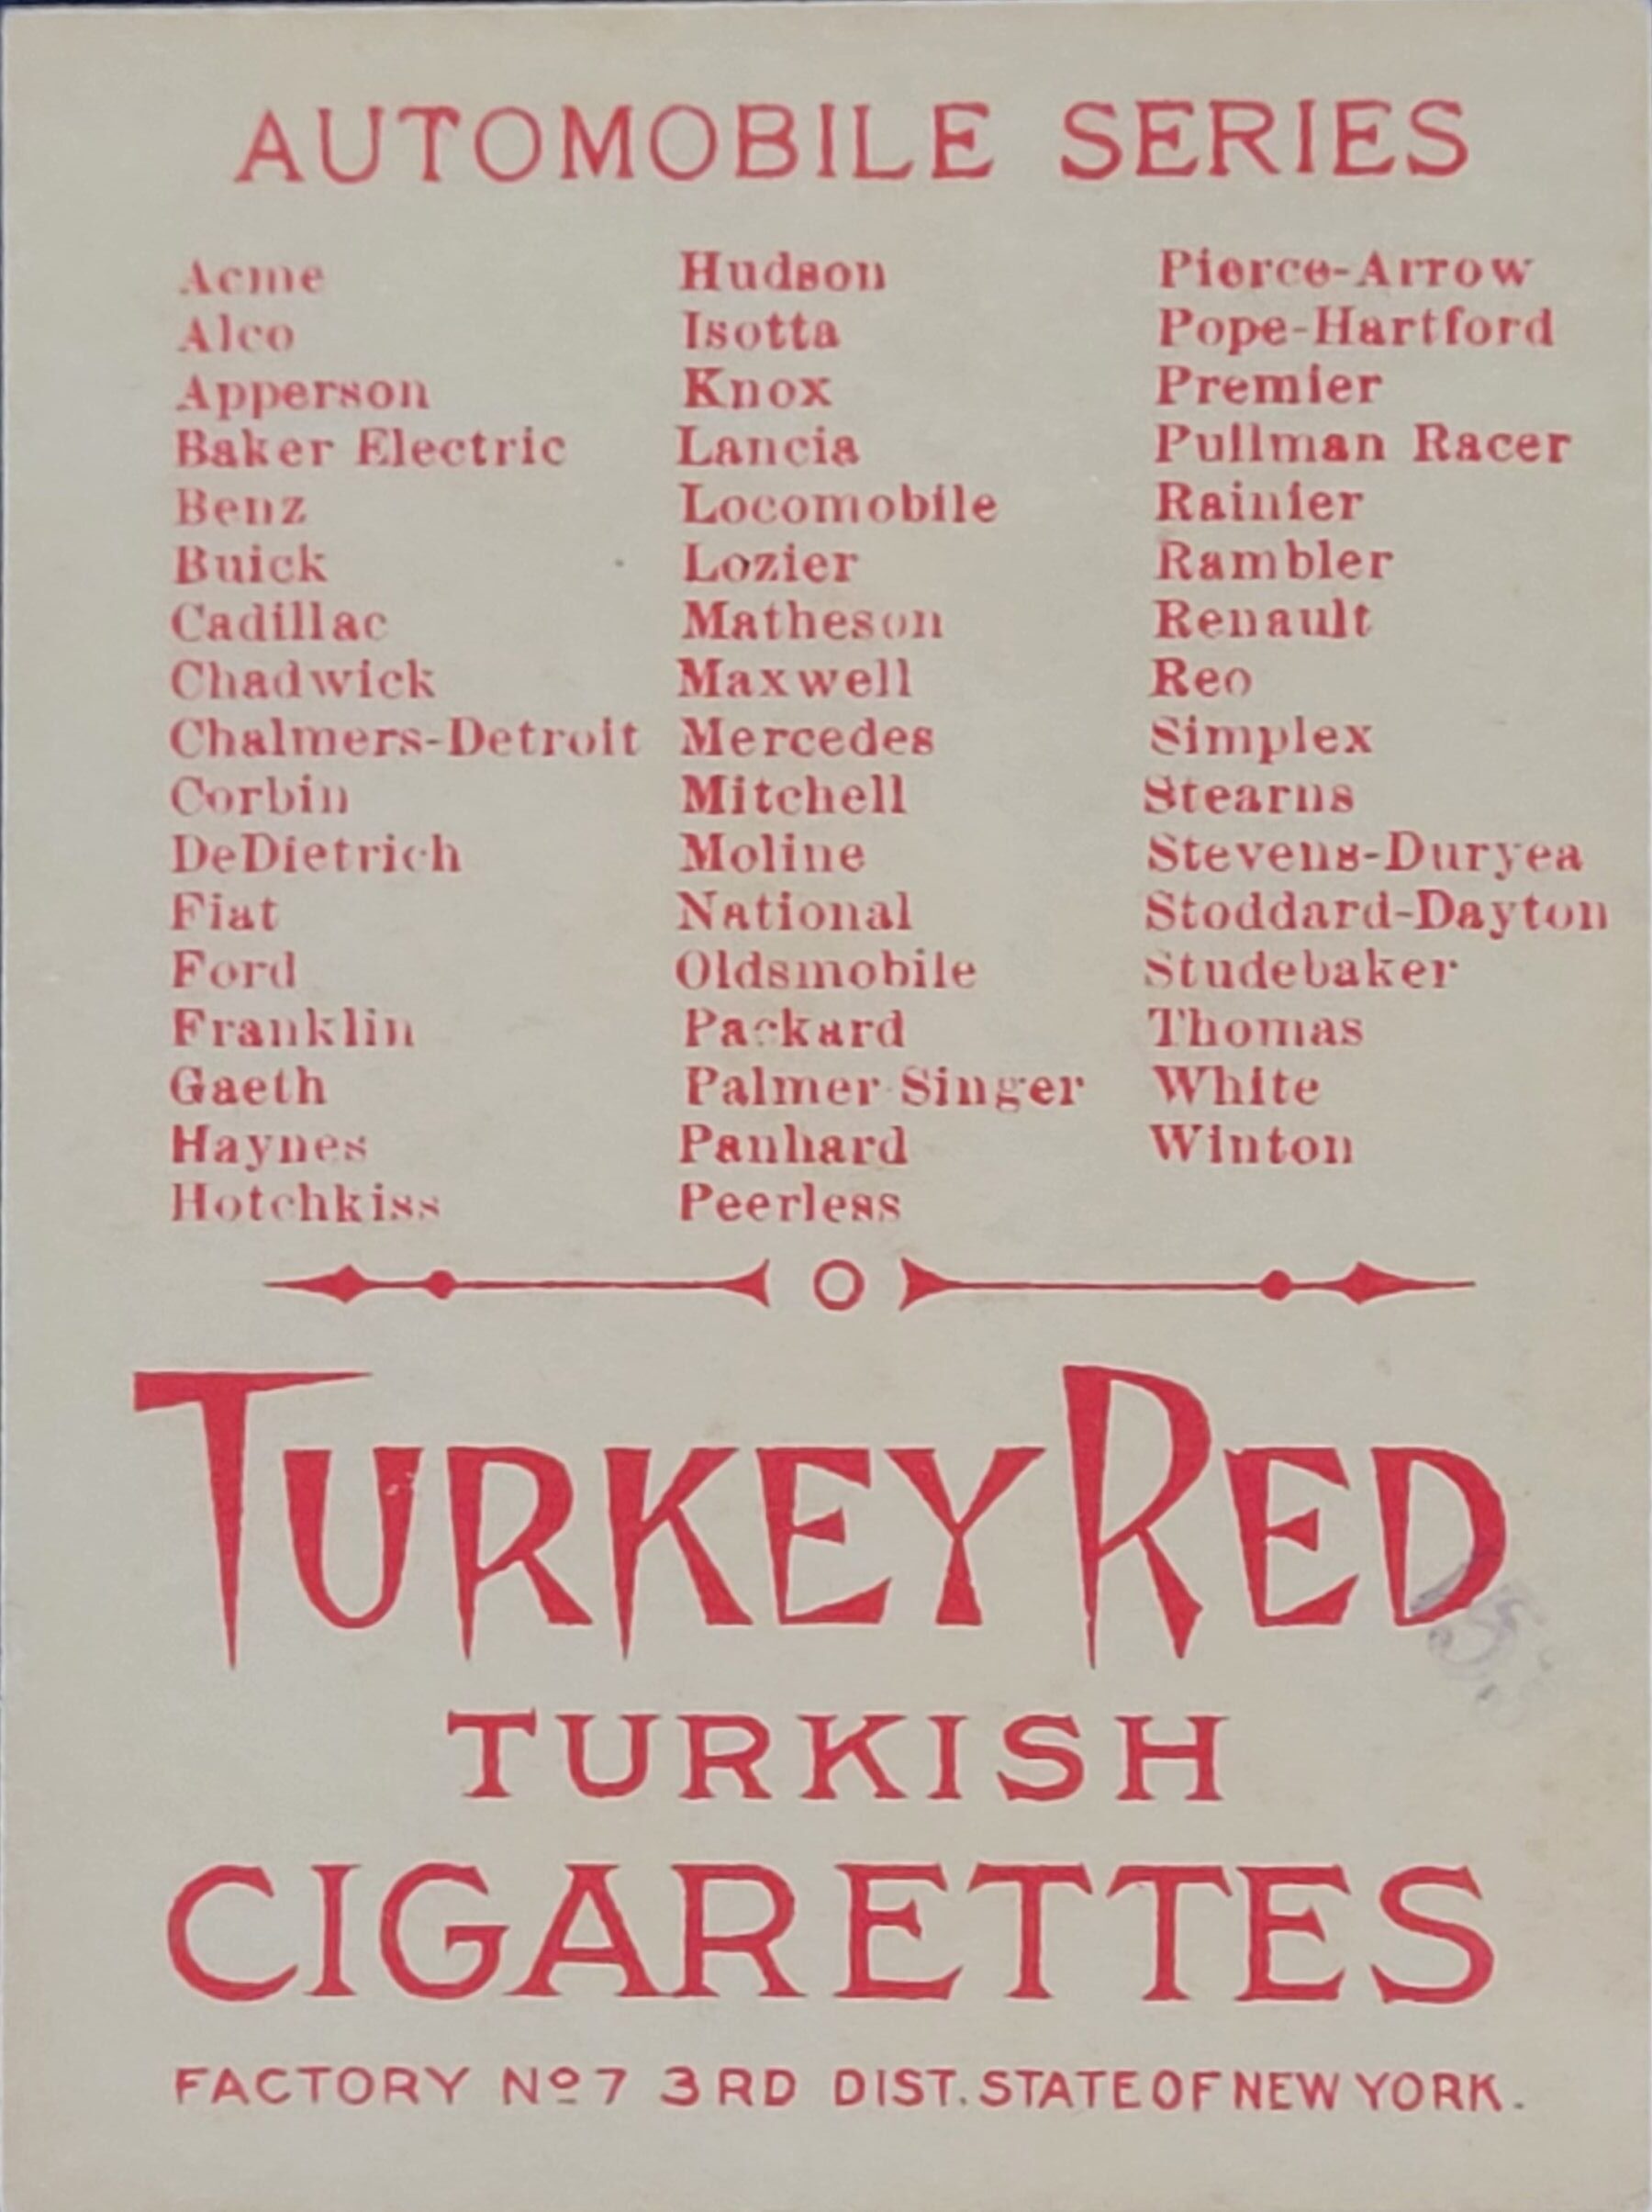 AUTOMOBILE SERIES
Acme
Alco
Apperson
Baker Electric
Benz
Buick
Cadillac
Chadwick
Chalmers-Detroit
Corbin
DeDietrich
Fiat
Ford
Franklin
Gaeth
Haynes
Hotchkiss
Hudson
Isotta
Knox
Lancia
Locomobile
Lozier
Matheson
Maxwell
Mercedes
Mitchell
Moline
National
Oldsmobile
Packard
Palmer-Singer
Panhard
Peerless
Pierce-Arrow
Pope-Hartford
Premier
Pullman Racer
Rainier
Rambler
Renault
Reo
Simplex
Stearns
Stevens-Duryea
Stoddard-Dayton
Studebaker
Thomas
White
Winton
TURKEY RED
TURKISH
CIGARETTES
FACTORY Nº 7 3RD DIST. STATE OF NEW YORK.